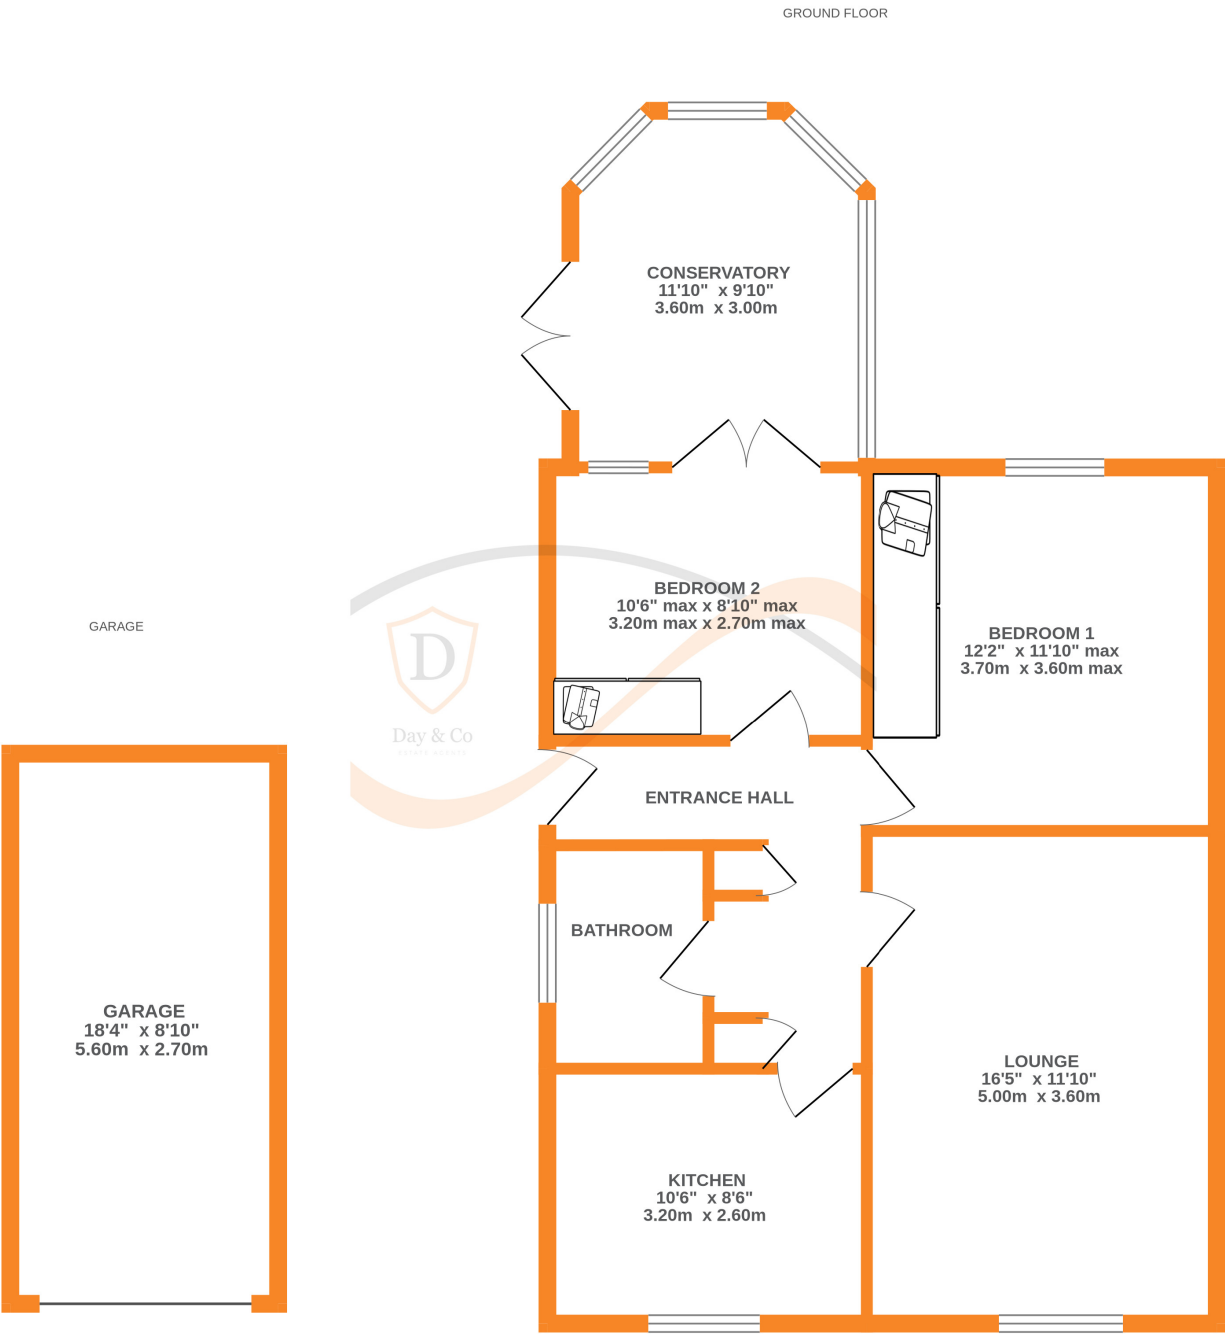 GROUND FLOOR
CONSERVATORY
11'10" x 9'10"
3.60m x 3.00m
BEDROOM 2
10'6" max x 8'10" max
3.20m max x 2.70m max
BEDROOM 1
12'2" x 11'10" max
3.70m x 3.60m max
D
Day & Co
GARAGE
ENTRANCE HALL
BATHROOM
GARAGE
18'4" x 8'10"
5.60m x 2.70m
LOUNGE
16'5" x 11'10"
5.00m x 3.60m
KITCHEN
10'6" x 8'6"
3.20m x 2.60m